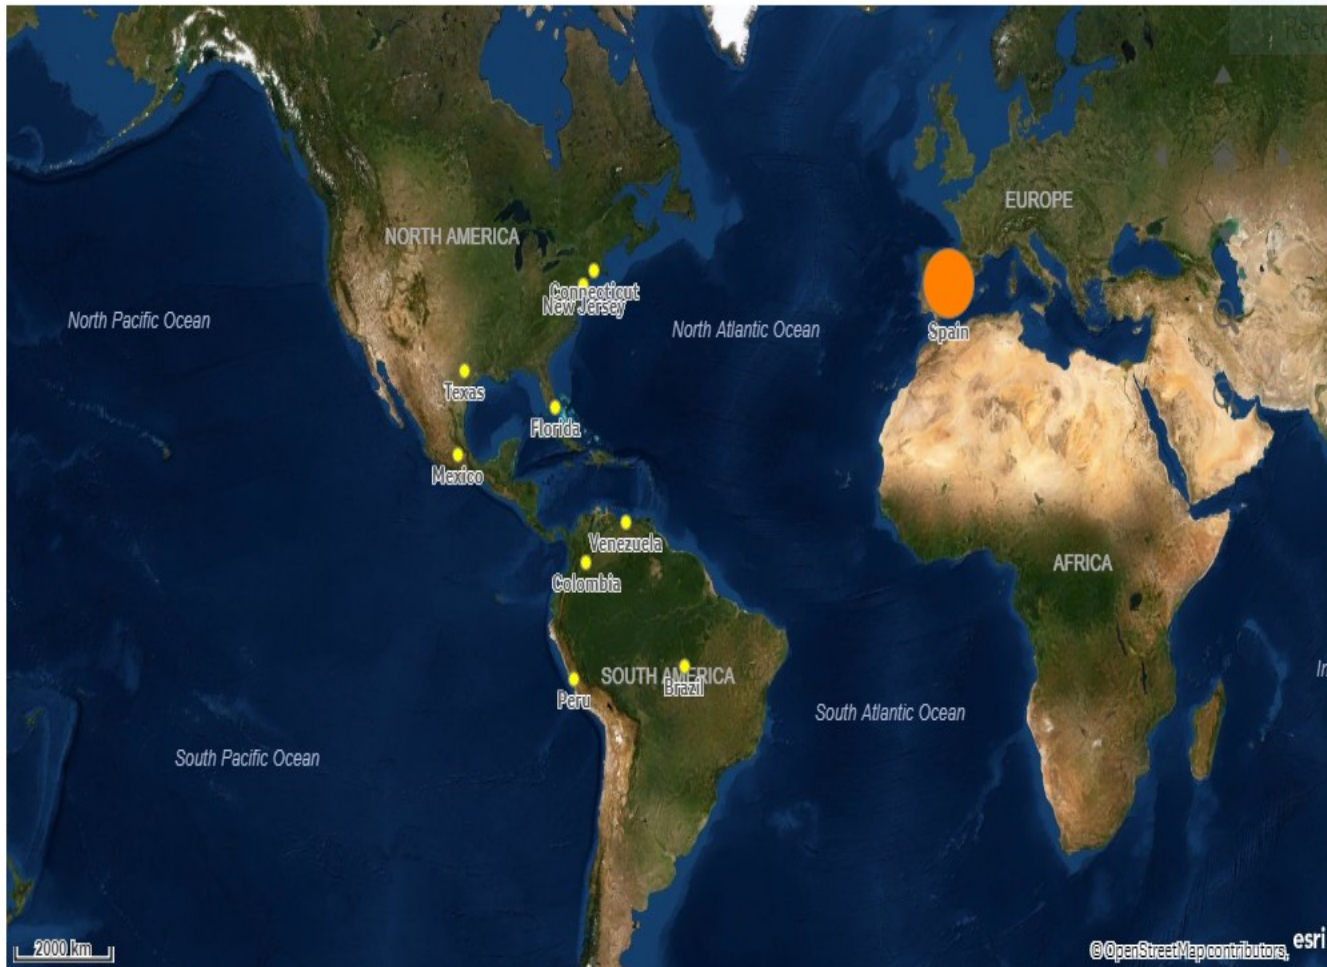 EUROPE
NORTH AMERICA
Connecticut
New Jersey
North Pacific Ocean
North Atlantic Ocean
Spain
Texas
Florida
Mexico
Venezuela
AFRICA
Colombia
SOUTH AMERICA
Brazil
Peru
South Atlantic Ocean
South Pacific Ocean
2000 km
© OpenStreetMap contributors,
esri